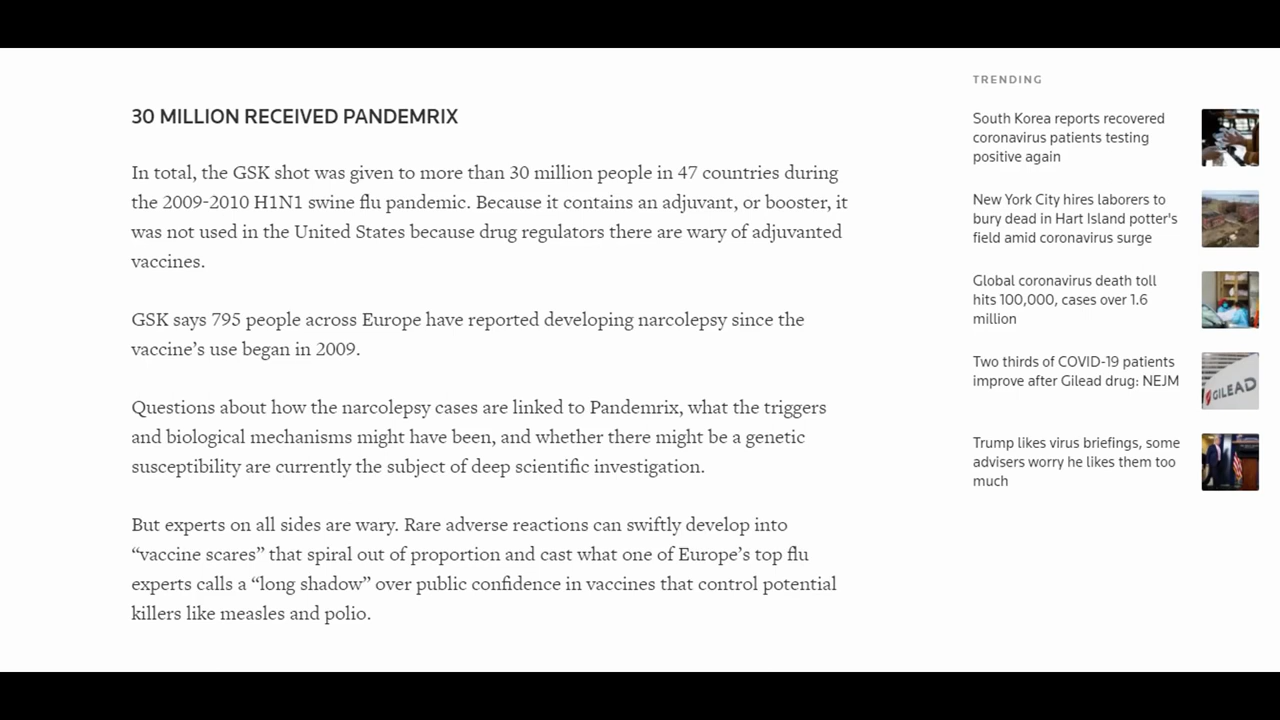 30 MILLION RECEIVED PANDEMRIX
In total, the GSK shot was given to more than 30 million people in 47 countries during
the 2009-2010 H1N1 swine flu pandemic. Because it contains an adjuvant, or booster, it
was not used in the United States because drug regulators there are wary of adjuvanted
vaccines.
GSK says 795 people across Europe have reported developing narcolepsy since the
vaccine’s use began in 2009.
Questions about how the narcolepsy cases are linked to Pandemrix, what the triggers
and biological mechanisms might have been, and whether there might be a genetic
susceptibility are currently the subject of deep scientific investigation.
But experts on all sides are wary. Rare adverse reactions can swiftly develop into
“vaccine scares” that spiral out of proportion and cast what one of Europe’s top flu
experts calls a “long shadow” over public confidence in vaccines that control potential
killers like measles and polio.
TRENDING
South Korea reports recovered
coronavirus patients testing
positive again
New York City hires laborers to
bury dead in Hart Island potter's
field amid coronavirus surge
Global coronavirus death toll
hits 100,000, cases over 1.6
million
Two thirds of COVID-19 patients
improve after Gilead drug: NEJM
GILEAD
Trump likes virus briefings, some
advisers worry he likes them too
much